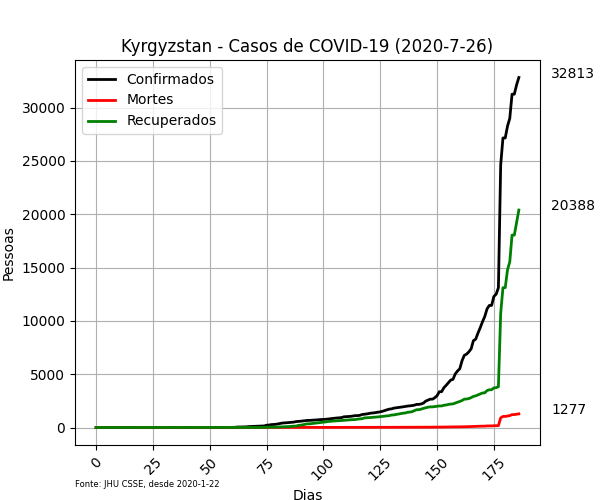 Kyrgyzstan - Casos de COVID-19 (2020-7-26)
Confirmados
Mortes
Recuperados
32813
20388
1277
30000
25000
20000
15000
10000
5000
0
Pessoas
0 25 50 75 100 125 150 175
Fonte: JHU CSSE, desde 2020-1-22
Dias